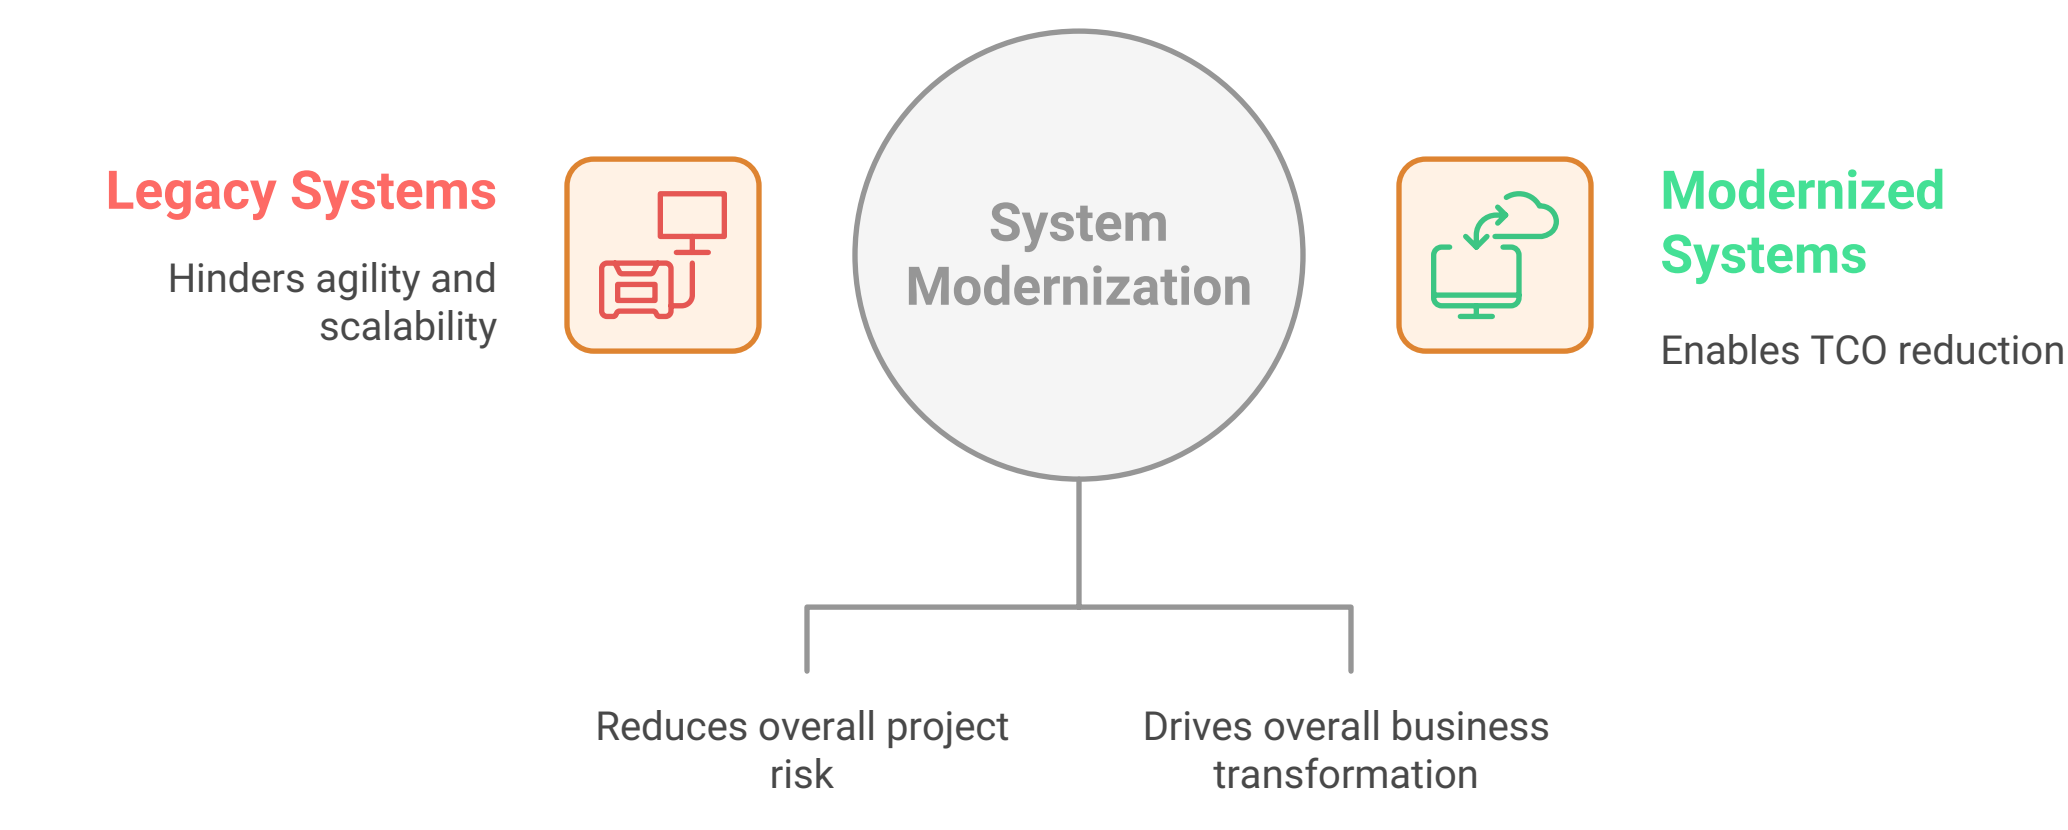 Legacy Systems
Hinders agility and
scalability
System
Modernization
Modernized
Systems
Enables TCO reduction
Reduces overall project
risk
Drives overall business
transformation